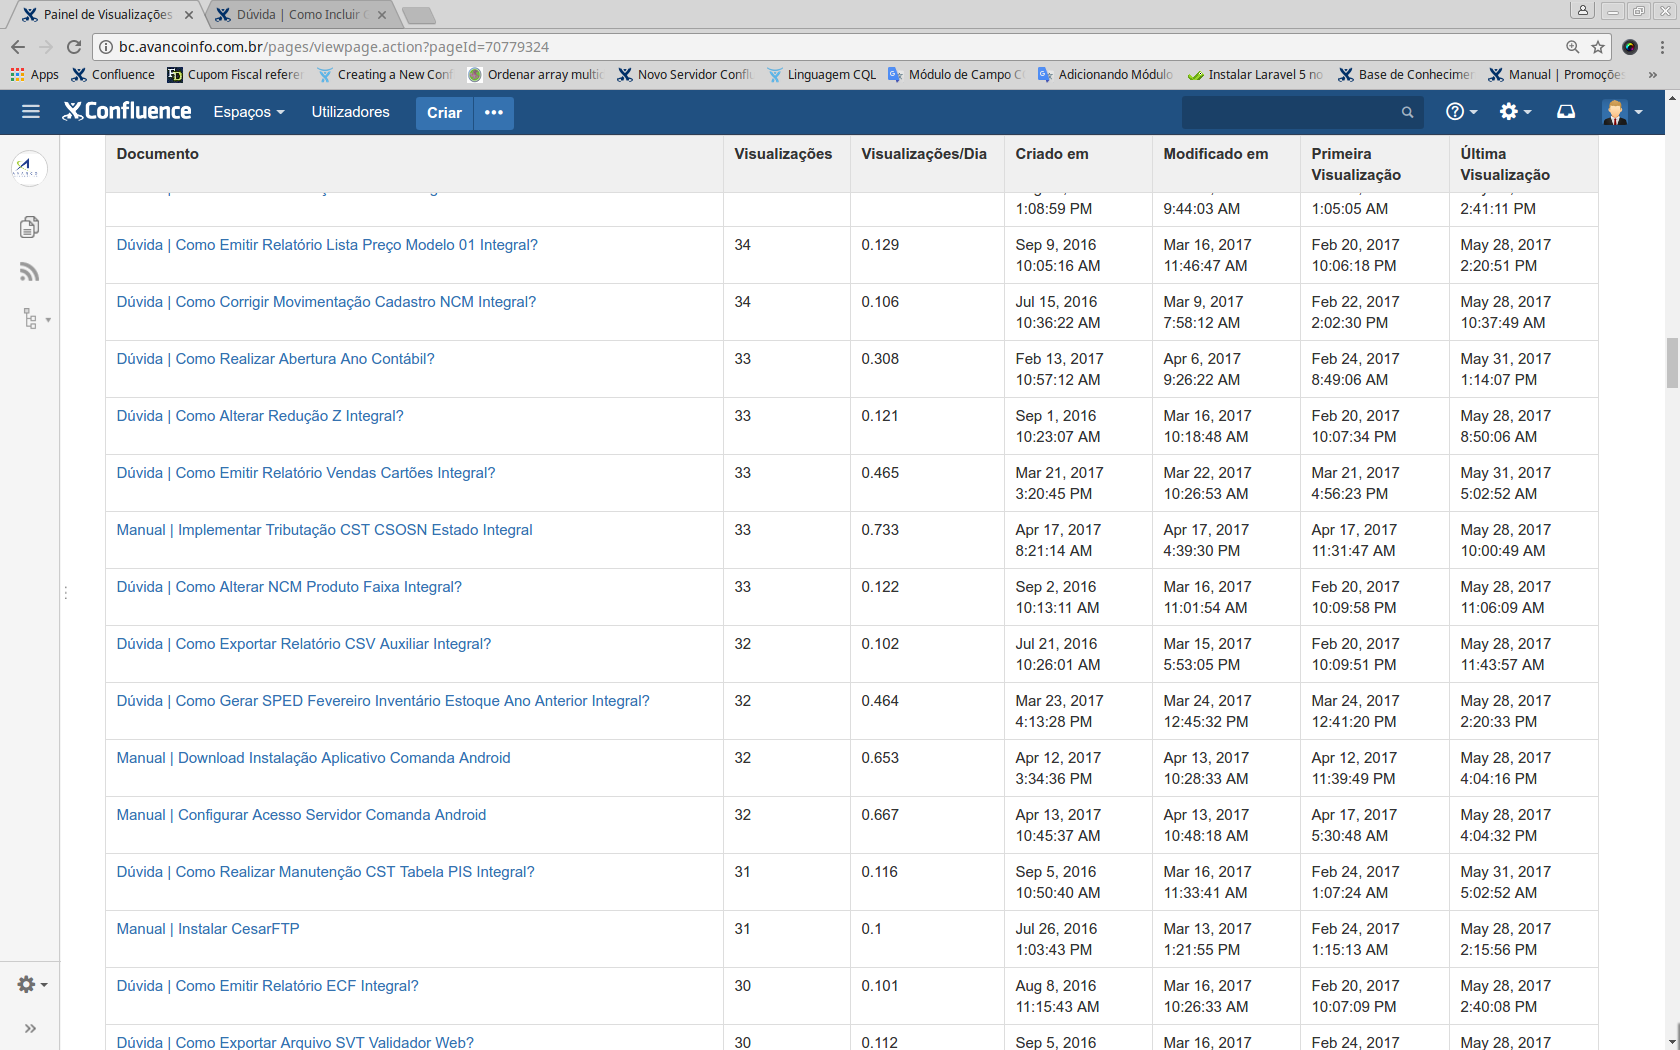 Painel de Visualizações
Dúvida | Como Incluir
bc.avancoinfo.com.br/pages/viewpage.action?pageId=70779324
Apps Confluence Cupom Fiscal refere Creating a New Con Ordenar array multi Novo Servidor Conflu Linguagem CQL Módulo de Campo C Adicionando Módulo Instalar Laravel 5 no Base de Conhecime Manual | Promoçõe »
Confluence Espaços Utilizadores Criar •••
Documento Visualizações Visualizações/Dia Criado em Modificado em Primeira Visualização Última Visualização
1:08:59 PM 9:44:03 AM 1:05:05 AM 2:41:11 PM
Dúvida | Como Emitir Relatório Lista Preço Modelo 01 Integral? 34 0.129 Sep 9, 2016 Mar 16, 2017 Feb 20, 2017 May 28, 2017
10:05:16 AM 11:46:47 AM 10:06:18 PM 2:20:51 PM
Dúvida | Como Corrigir Movimentação Cadastro NCM Integral? 34 0.106 Jul 15, 2016 Mar 9, 2017 Feb 22, 2017 May 28, 2017
10:36:22 AM 7:58:12 AM 2:02:30 PM 10:37:49 AM
Dúvida | Como Realizar Abertura Ano Contábil? 33 0.308 Feb 13, 2017 Apr 6, 2017 Feb 24, 2017 May 31, 2017
10:57:12 AM 9:26:22 AM 8:49:06 AM 1:14:07 PM
Dúvida | Como Alterar Redução Z Integral? 33 0.121 Sep 1, 2016 Mar 16, 2017 Feb 20, 2017 May 28, 2017
10:23:07 AM 10:18:48 AM 10:07:34 PM 8:50:06 AM
Dúvida | Como Emitir Relatório Vendas Cartões Integral? 33 0.465 Mar 21, 2017 Mar 22, 2017 Mar 21, 2017 May 31, 2017
3:20:45 PM 10:26:53 AM 4:56:23 PM 5:02:52 AM
Manual | Implementar Tributação CST CSOSN Estado Integral 33 0.733 Apr 17, 2017 Apr 17, 2017 Apr 17, 2017 May 28, 2017
8:21:14 AM 4:39:30 PM 11:31:47 AM 10:00:49 AM
Dúvida | Como Alterar NCM Produto Faixa Integral? 33 0.122 Sep 2, 2016 Mar 16, 2017 Feb 20, 2017 May 28, 2017
10:13:11 AM 11:01:54 AM 10:09:58 PM 11:06:09 AM
Dúvida | Como Exportar Relatório CSV Auxiliar Integral? 32 0.102 Jul 21, 2016 Mar 15, 2017 Feb 20, 2017 May 28, 2017
10:26:01 AM 5:53:05 PM 10:09:51 PM 11:43:57 AM
Dúvida | Como Gerar SPED Fevereiro Inventário Estoque Ano Anterior Integral? 32 0.464 Mar 23, 2017 Mar 24, 2017 Mar 24, 2017 May 28, 2017
4:13:28 PM 12:45:32 PM 12:41:20 PM 2:20:33 PM
Manual | Download Instalação Aplicativo Comanda Android 32 0.653 Apr 12, 2017 Apr 13, 2017 Apr 12, 2017 May 28, 2017
3:34:36 PM 10:28:33 AM 11:39:49 PM 4:04:16 PM
Manual | Configurar Acesso Servidor Comanda Android 32 0.667 Apr 13, 2017 Apr 13, 2017 Apr 17, 2017 May 28, 2017
10:45:37 AM 10:48:18 AM 5:30:48 AM 4:04:32 PM
Dúvida | Como Realizar Manutenção CST Tabela PIS Integral? 31 0.116 Sep 5, 2016 Mar 16, 2017 Feb 24, 2017 May 31, 2017
10:50:40 AM 11:33:41 AM 1:07:24 AM 5:02:52 AM
Manual | Instalar CesarFTP 31 0.1 Jul 26, 2016 Mar 13, 2017 Feb 24, 2017 May 28, 2017
1:03:43 PM 1:21:55 PM 1:15:13 AM 2:15:56 PM
Dúvida | Como Emitir Relatório ECF Integral? 30 0.101 Aug 8, 2016 Mar 16, 2017 Feb 20, 2017 May 28, 2017
11:15:43 AM 10:26:33 AM 10:07:09 PM 2:40:08 PM
Dúvida | Como Exportar Arquivo SVT Validador Web? 30 0.112 Sep 5, 2016 Mar 16, 2017 Feb 24, 2017 May 28, 2017